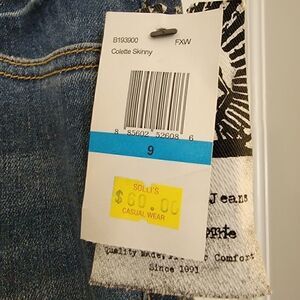 B193900 FXW
Colette Skinny
8 85602 52608 6
9
SOLLI'S
$60.00
CASUAL WEAR
Jeans
Quality Made, Comfort
Since 1991